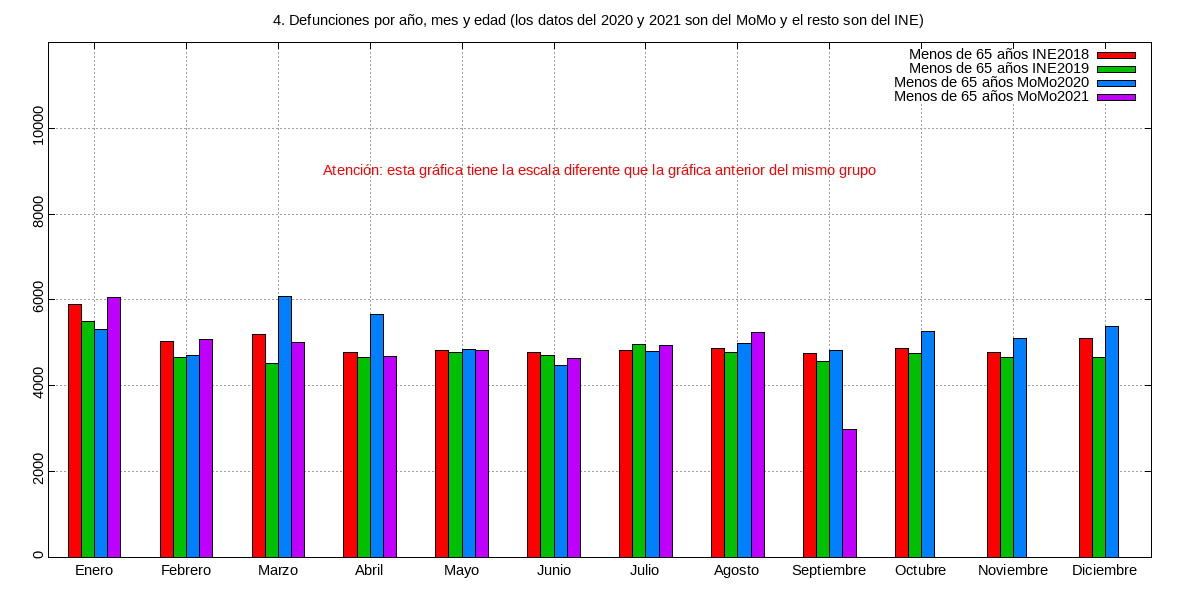 4. Defunciones por año, mes y edad (los datos del 2020 y 2021 son del MoMo y el resto son del INE)
Menos de 65 años INE2018
Menos de 65 años INE2019
Menos de 65 años MoMo2020
Menos de 65 años MoMo2021
Atención: esta gráfica tiene la escala diferente que la gráfica anterior del mismo grupo
10000
8000
6000
4000
2000
0
Enero Febrero Marzo Abril Mayo Junio Julio Agosto Septiembre Octubre Noviembre Diciembre